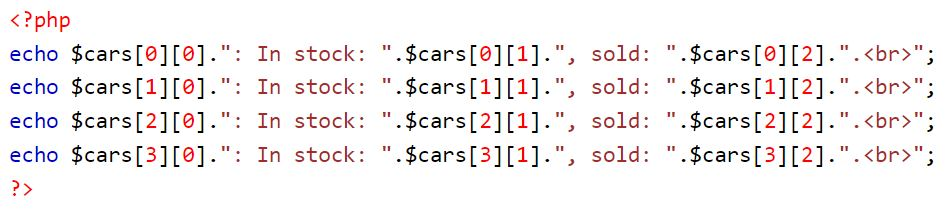 <?php
echo $cars[0][0].": In stock: ".$cars[0][1].", sold: ".$cars[0][2].".<br>";
echo $cars[1][0].": In stock: ".$cars[1][1].", sold: ".$cars[1][2].".<br>";
echo $cars[2][0].": In stock: ".$cars[2][1].", sold: ".$cars[2][2].".<br>";
echo $cars[3][0].": In stock: ".$cars[3][1].", sold: ".$cars[3][2].".<br>";
?>